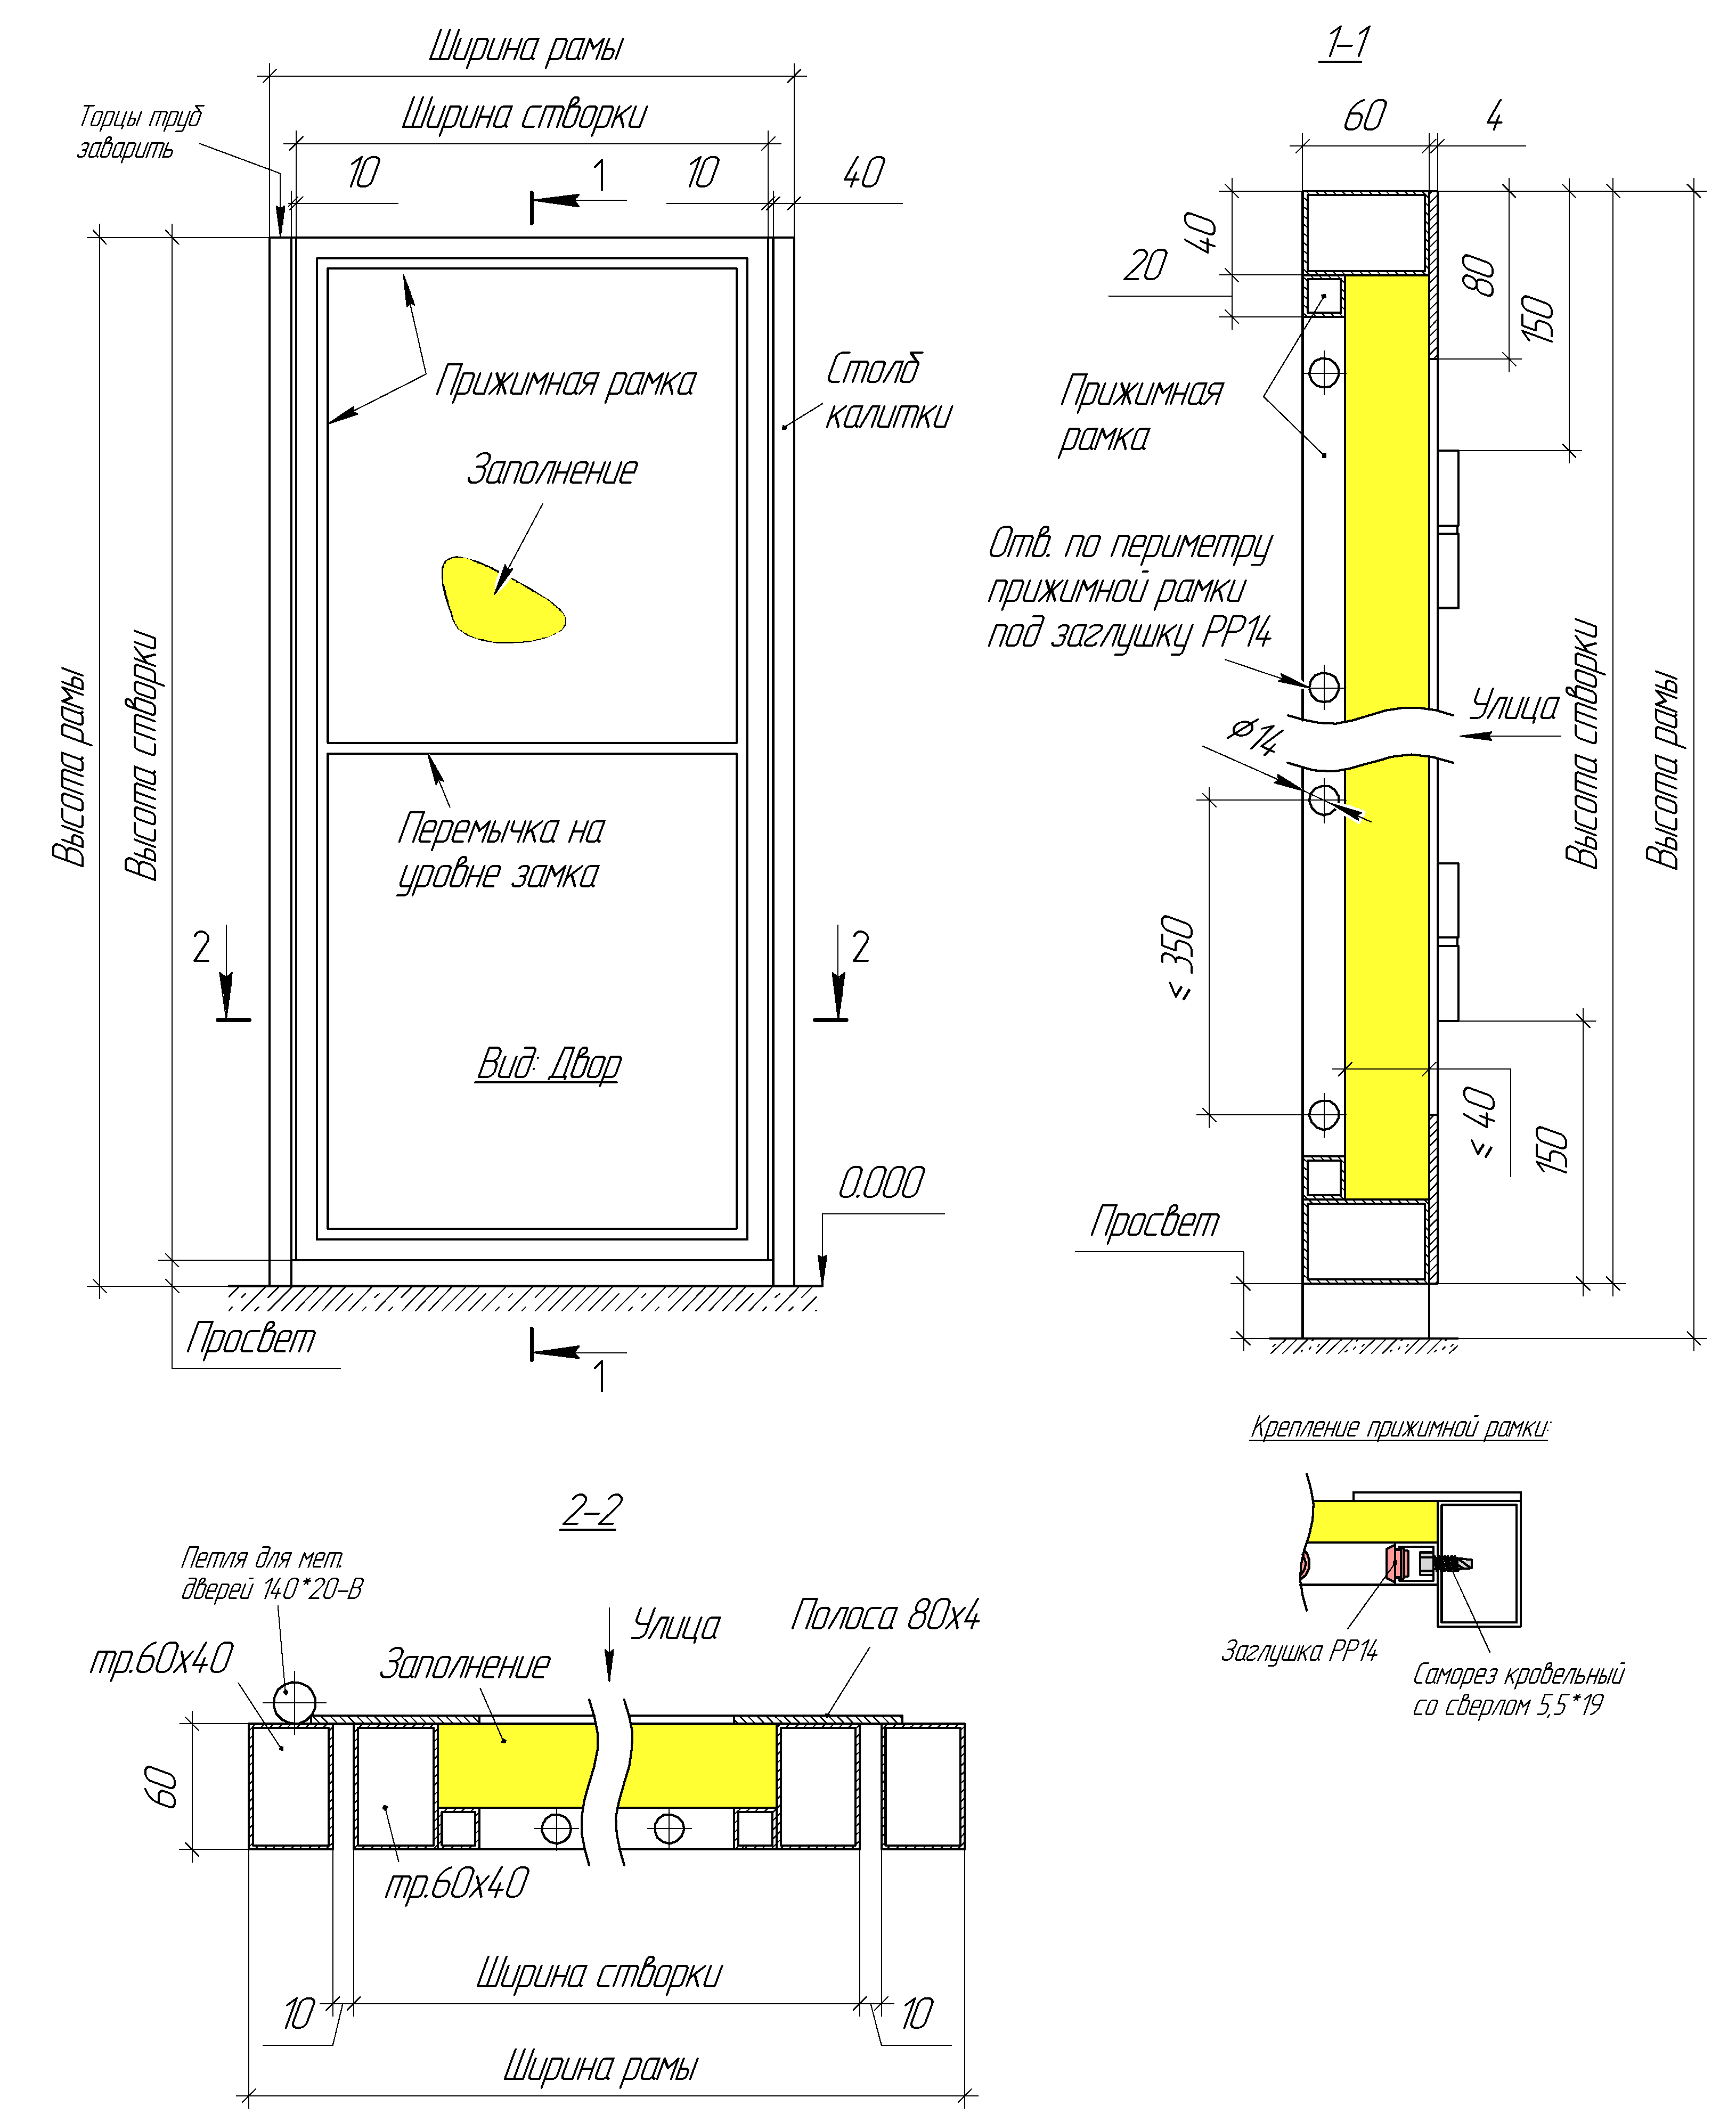 Ширина рамы
Ширина створки
Торцы труб
заварить
10
1
10
40
Прижимная рамка
Столб
калитки
Заполнение
Высота рамы
Высота створки
Перемычка на
уровне замка
2
2
Вид: Двор
0.000
Просвет
1
1-1
60
4
40
20
80
150
Прижимная
рамка
Отв. по периметру
прижимной рамки
под заглушку РР14
Улица
⌀14
Высота створки
Высота рамы
≤ 350
≤ 40
150
Просвет
Крепление прижимной рамки:
Заглушка РР14
Саморез кровельный
со сверлом 5,5*19
2-2
Петля для мет.
дверей 140*20-В
Улица
Полоса 80х4
тр.60х40
Заполнение
60
тр.60х40
Ширина створки
10
10
Ширина рамы